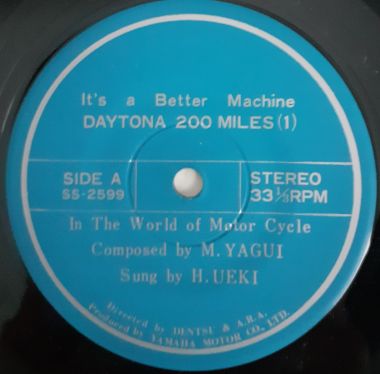 It's a Better Machine
DAYTONA 200 MILES (1)
SIDE A
SS-2599
STEREO
33⅓RPM
In The World of Motor Cycle
Composed by M. YAGUI
Sung by H. UEKI
Directed by DENTSU & A.R.A.
Produced by YAMAHA MOTOR CO., LTD.